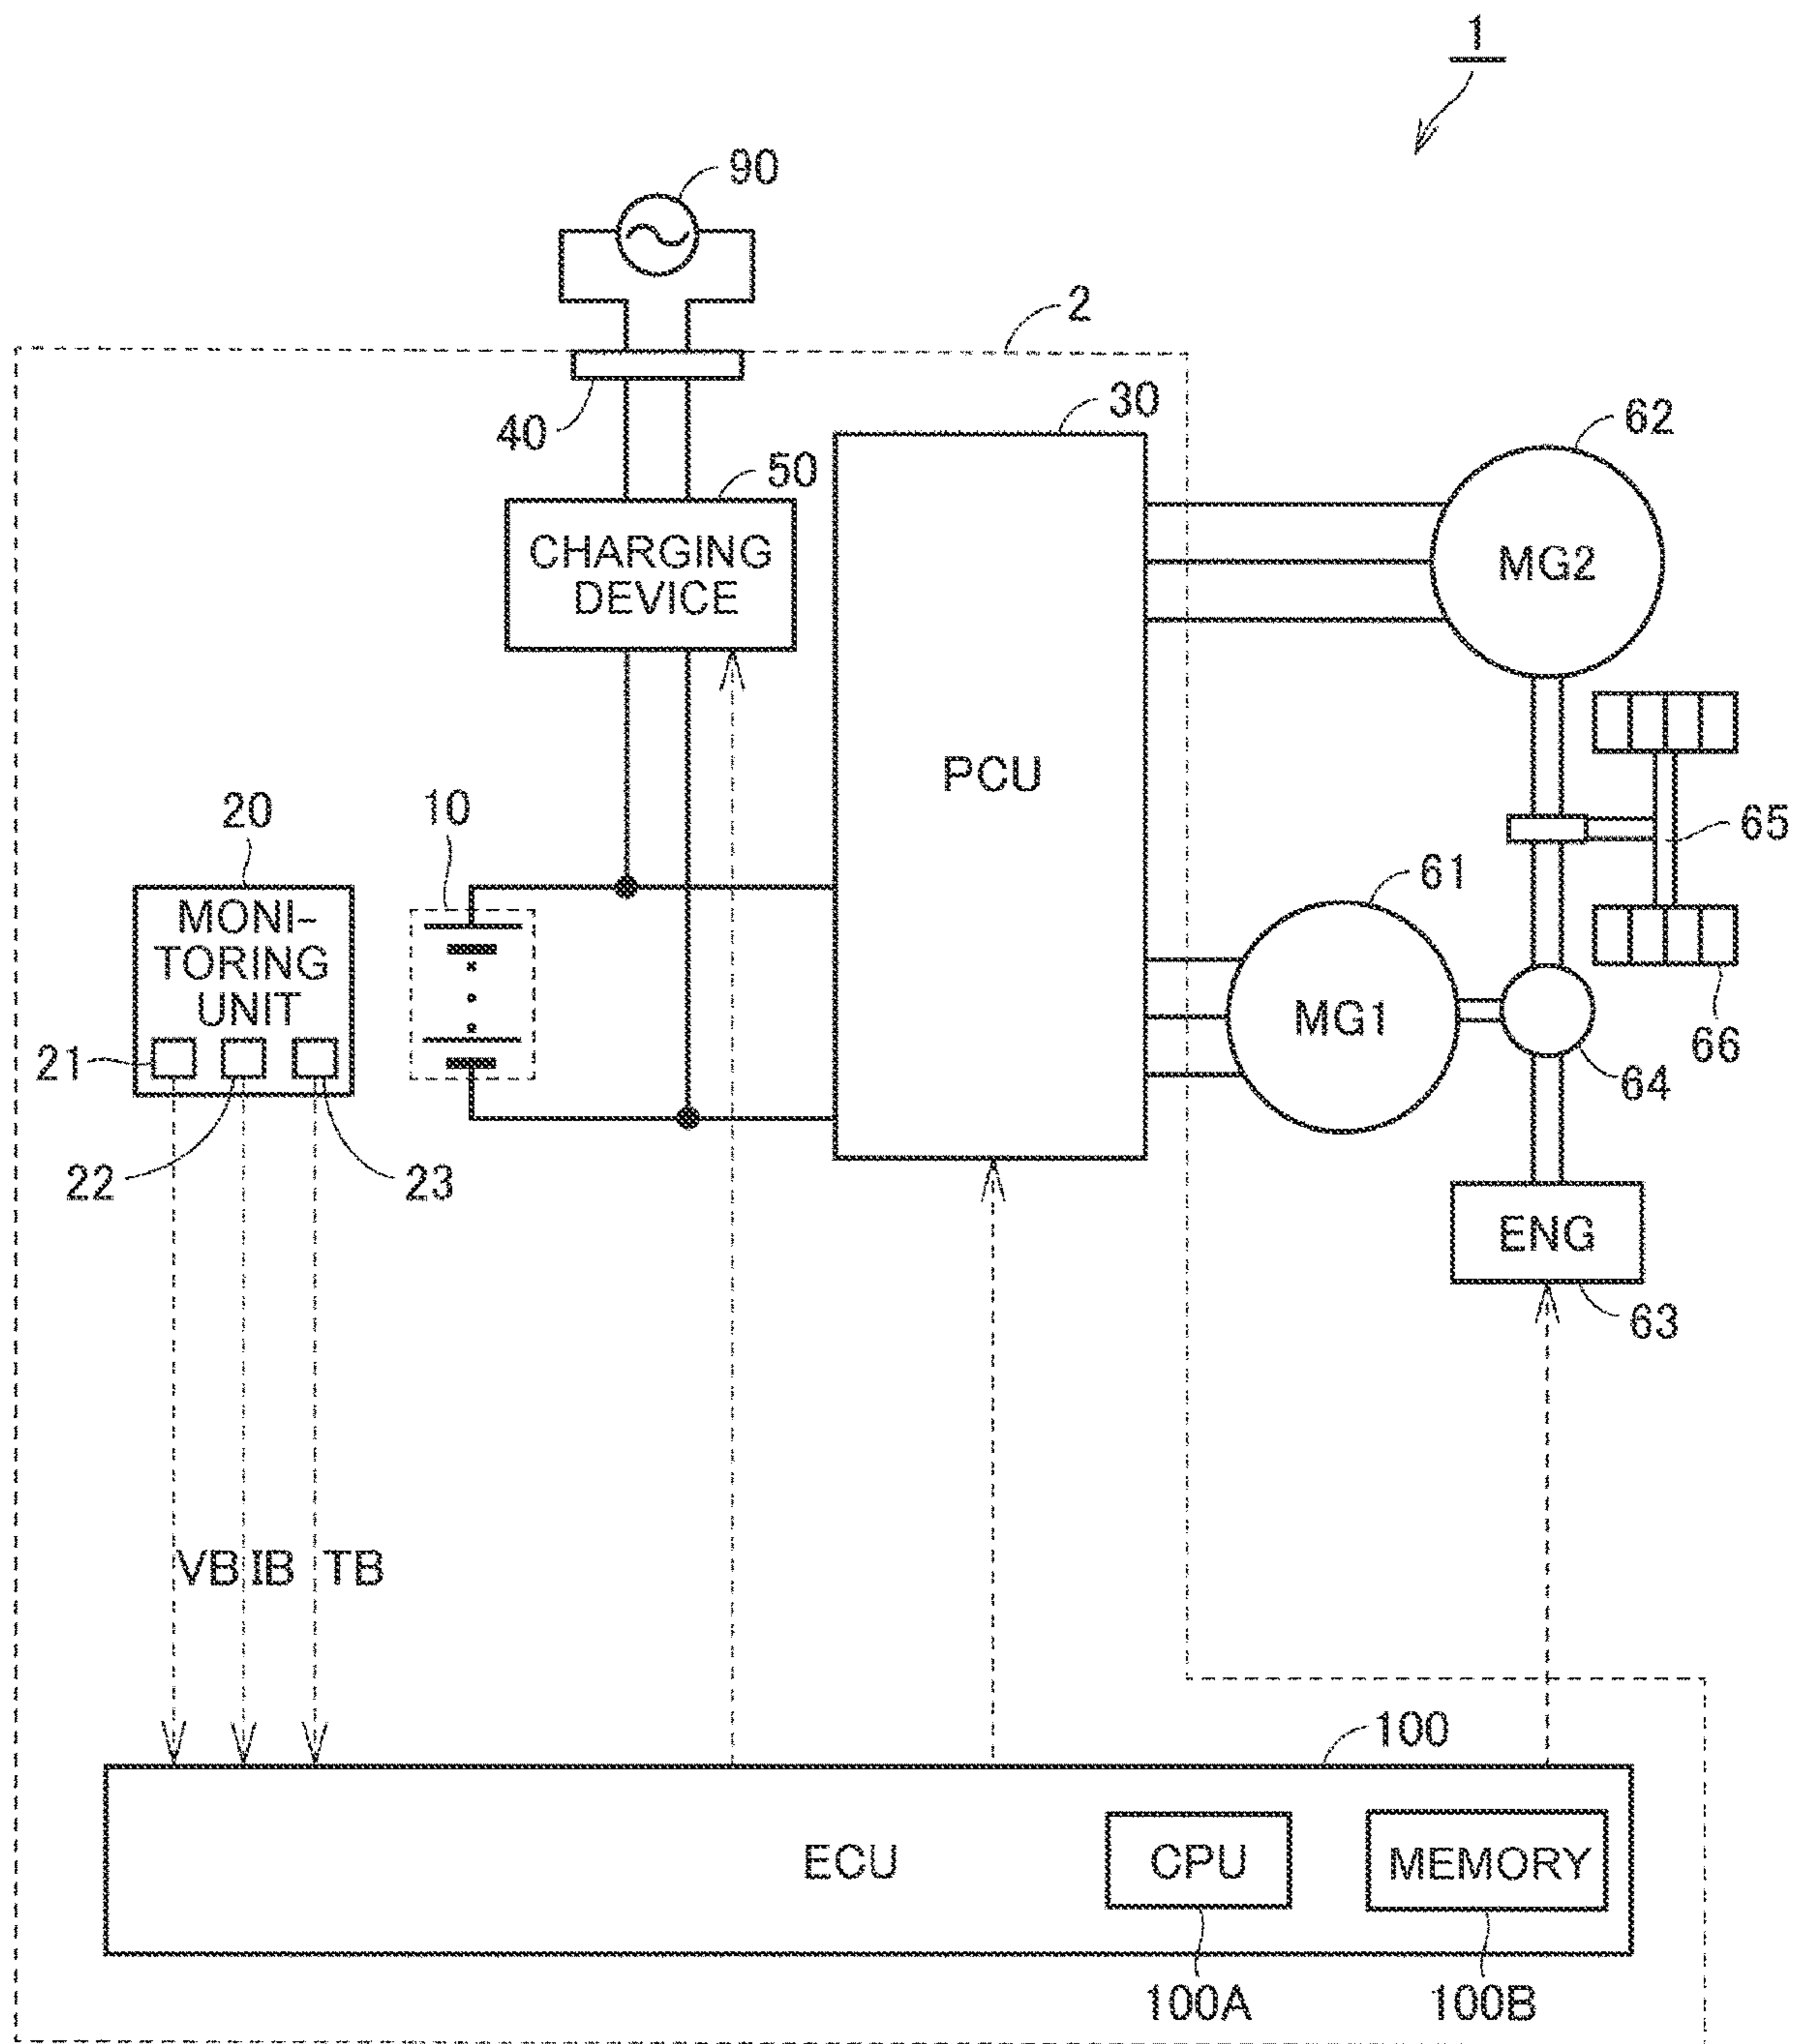 1
90
2
40
30
62
50
CHARGING
DEVICE
MG2
PCU
20
10
65
61
MONI-
TORING
UNIT
MG1
21
66
64
22
23
ENG
63
VB IB TB
100
ECU
CPU
MEMORY
100A
100B